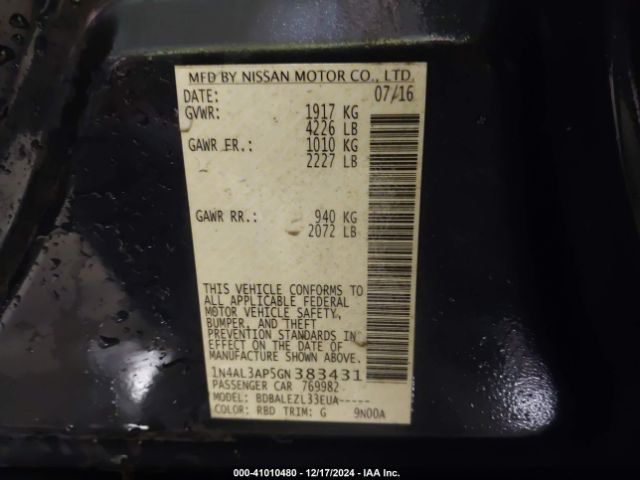 MFD BY NISSAN MOTOR CO., LTD.
DATE: 07/16
GVWR: 1917 KG
4226 LB
GAWR FR.: 1010 KG
2227 LB
GAWR RR.: 940 KG
2072 LB
THIS VEHICLE CONFORMS TO
ALL APPLICABLE FEDERAL
MOTOR VEHICLE SAFETY,
BUMPER, AND THEFT
PREVENTION STANDARDS IN
EFFECT ON THE DATE OF
MANUFACTURE SHOWN ABOVE.
1N4AL3AP5GN383431
PASSENGER CAR 769982
MODEL: BDBALEZL33EUA-----
COLOR: RBD TRIM: G 9N00A
000-41010480 - 12/17/2024 - IAA Inc.